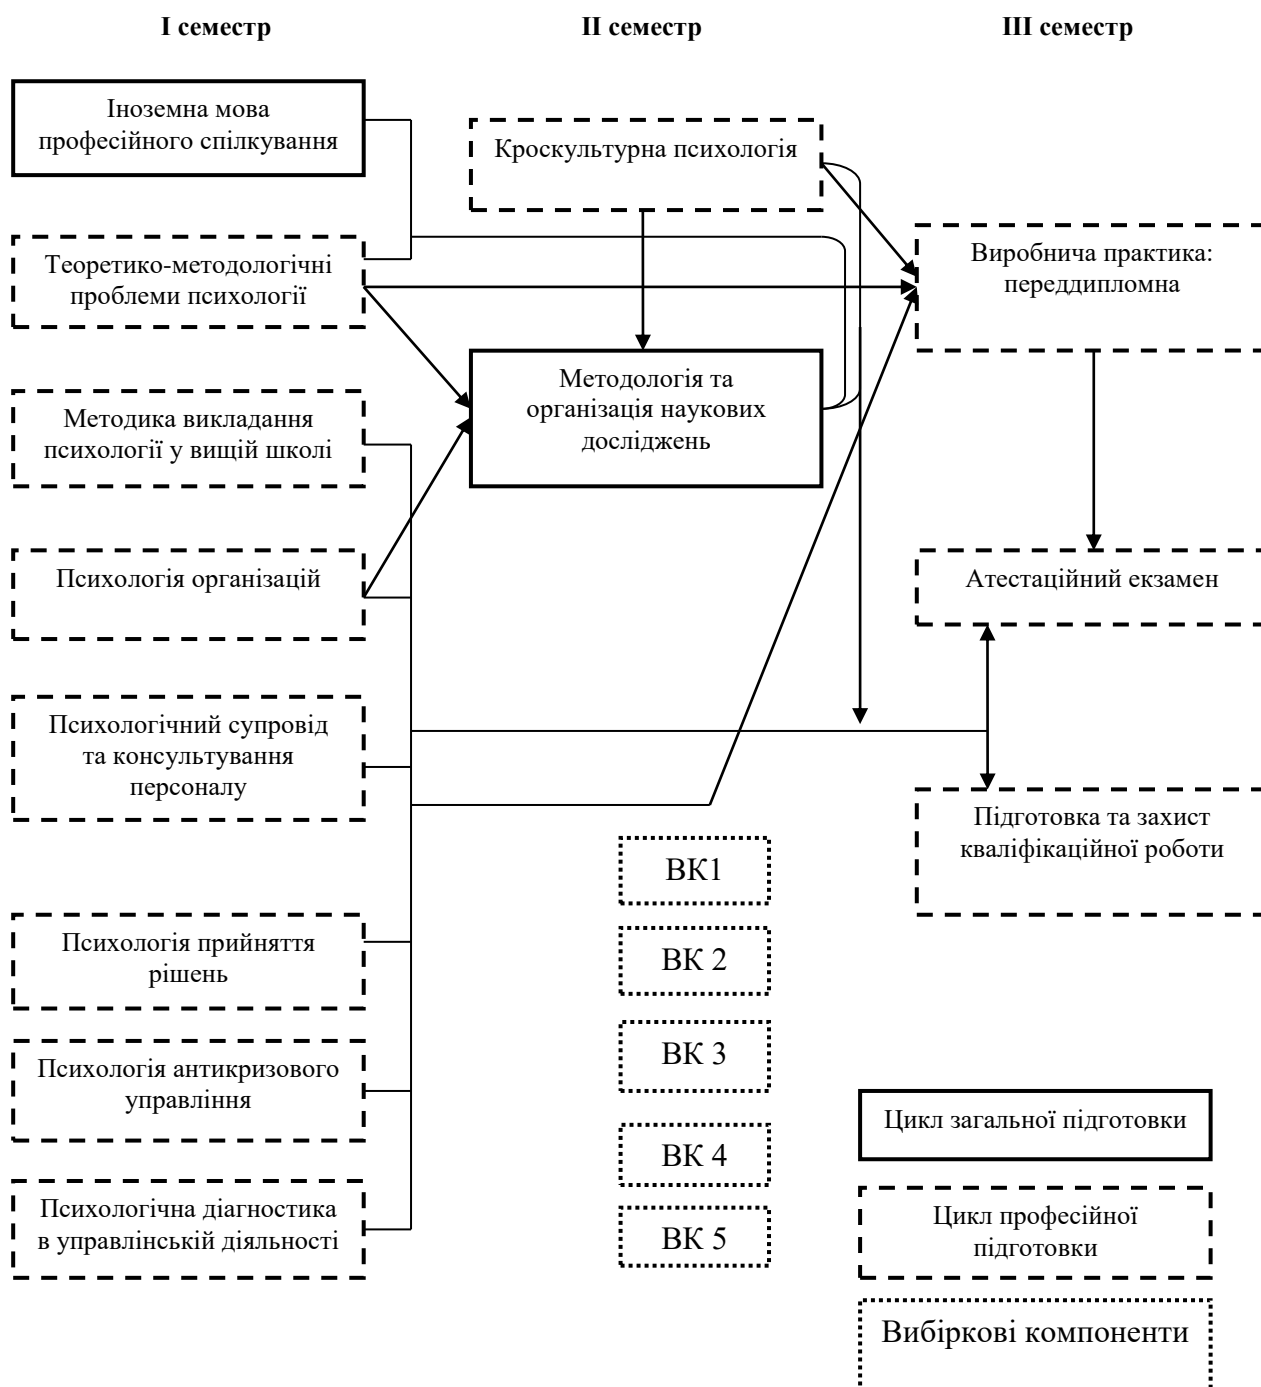 І семестр
ІІ семестр
ІІІ семестр
Іноземна мова
професійного спілкування
Кроскультурна психологія
Теоретико-методологічні
проблеми психології
Виробнича практика:
переддипломна
Методологія та
організація наукових
досліджень
Методика викладання
психології у вищій школі
Психологія організацій
Атестаційний екзамен
Психологічний супровід
та консультування
персоналу
Підготовка та захист
кваліфікаційної роботи
ВК1
Психологія прийняття
рішень
ВК 2
Психологія антикризового
управління
ВК 3
Цикл загальної підготовки
ВК 4
Психологічна діагностика
в управлінській діяльності
ВК 5
Цикл професійної
підготовки
Вибіркові компоненти